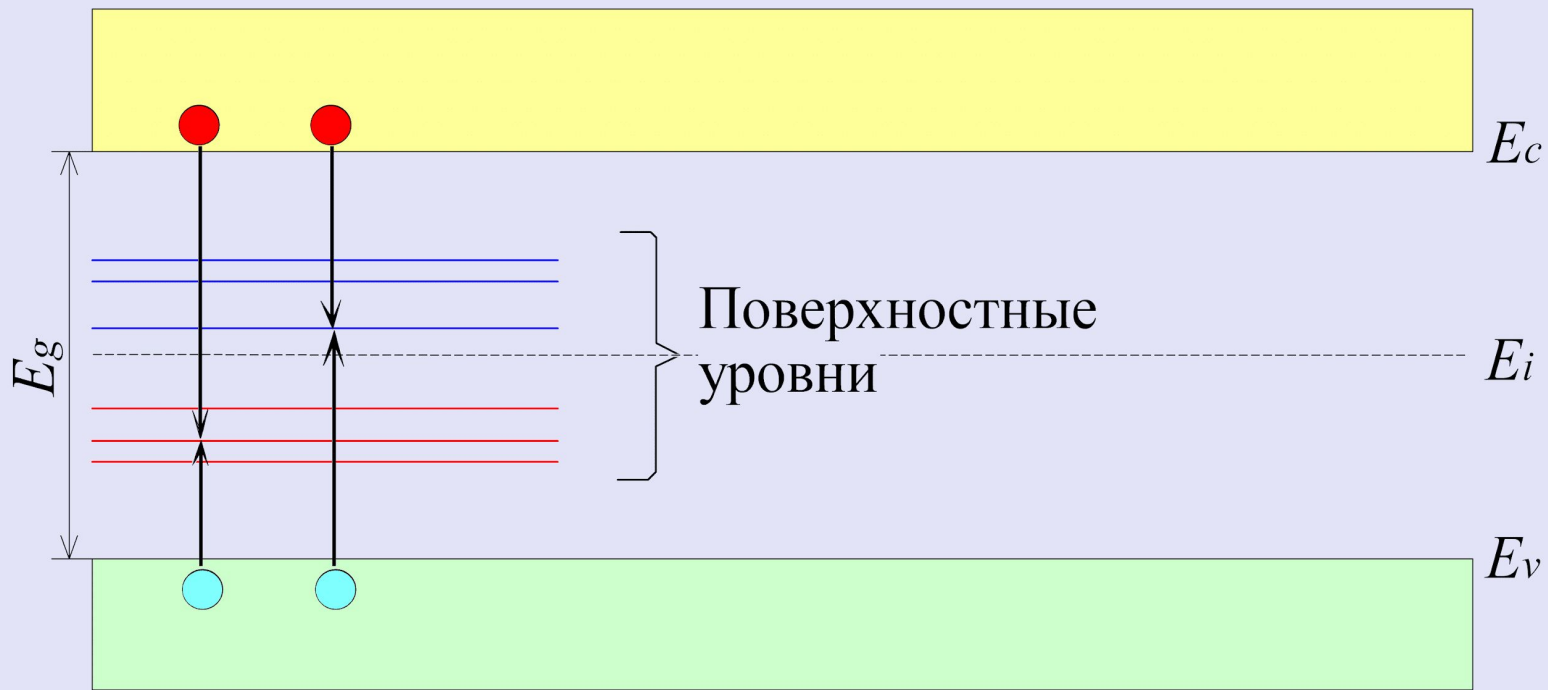 Ec
Поверхностные
уровни
Eg
Ei
Ev